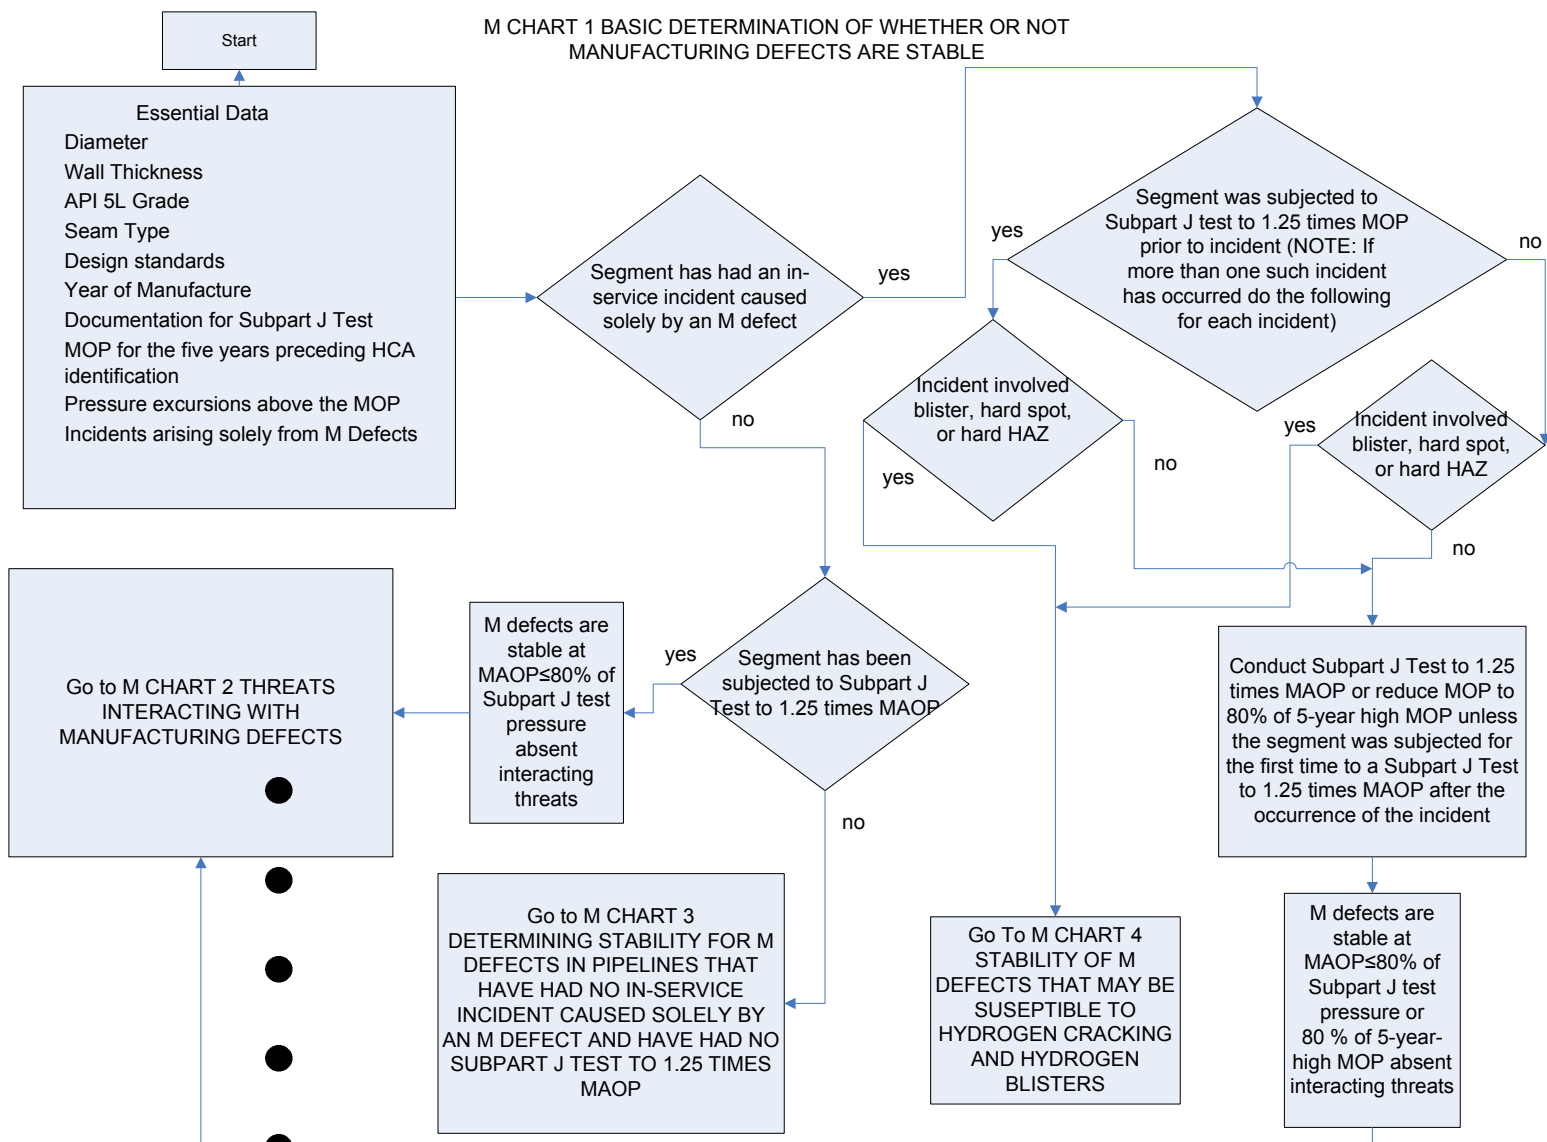 M CHART 1 BASIC DETERMINATION OF WHETHER OR NOT
MANUFACTURING DEFECTS ARE STABLE
Start
Essential Data
Diameter
Wall Thickness
API 5L Grade
Seam Type
Design standards
Year of Manufacture
Documentation for Subpart J Test
MOP for the five years preceding HCA
identification
Pressure excursions above the MOP
Incidents arising solely from M Defects
Segment has had an in-
service incident caused
solely by an M defect
yes
no
Segment was subjected to
Subpart J test to 1.25 times MOP
prior to incident (NOTE: If
more than one such incident
has occurred do the following
for each incident)
yes
no
Incident involved
blister, hard spot,
or hard HAZ
yes
no
Incident involved
blister, hard spot,
or hard HAZ
yes
no
Segment has been
subjected to Subpart J
Test to 1.25 times MAOP
yes
no
M defects are
stable at
MAOP≤80% of
Subpart J test
pressure
absent
interacting
threats
Go to M CHART 2 THREATS
INTERACTING WITH
MANUFACTURING DEFECTS
Conduct Subpart J Test to 1.25
times MAOP or reduce MOP to
80% of 5-year high MOP unless
the segment was subjected for
the first time to a Subpart J Test
to 1.25 times MAOP after the
occurrence of the incident
Go to M CHART 3
DETERMINING STABILITY FOR M
DEFECTS IN PIPELINES THAT
HAVE HAD NO IN-SERVICE
INCIDENT CAUSED SOLELY BY
AN M DEFECT AND HAVE HAD NO
SUBPART J TEST TO 1.25 TIMES
MAOP
Go To M CHART 4
STABILITY OF M
DEFECTS THAT MAY BE
SUSEPTIBLE TO
HYDROGEN CRACKING
AND HYDROGEN
BLISTERS
M defects are
stable at
MAOP≤80% of
Subpart J test
pressure or
80 % of 5-year-
high MOP absent
interacting threats